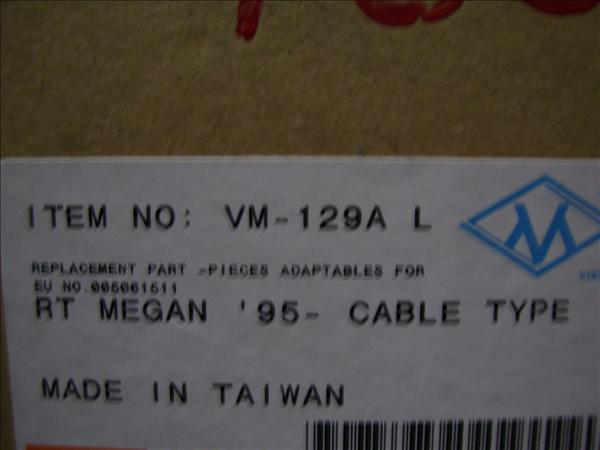 ITEM NO: VM-129A L
REPLACEMENT PART -PIECES ADAPTABLES FOR
EU NO.005061511
RT MEGAN '95- CABLE TYPE
MADE IN TAIWAN